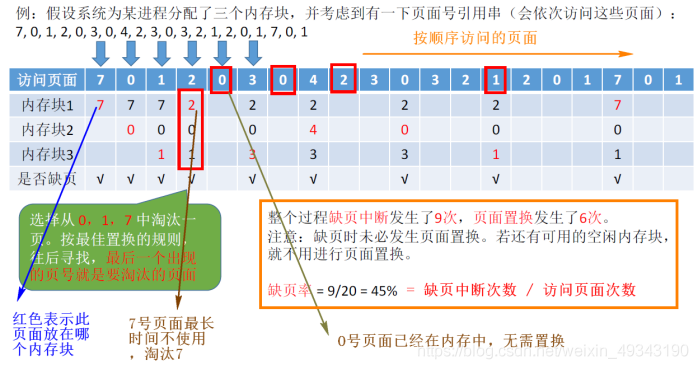 例：假设系统为某进程分配了三个内存块，并考虑到有一下页面号引用串（会依次访问这些页面）：
7, 0, 1, 2, 0, 3, 0, 4, 2, 3, 0, 3, 2, 1, 2, 0, 1, 7, 0, 1
按顺序访问的页面
访问页面 7 0 1 2 0 3 0 4 2 3 0 3 2 1 2 0 1 7 0 1
内存块1 7 7 7 2 2 2 2 2 7
内存块2 0 0 0 0 4 0 0 0
内存块3 1 1 3 3 3 1 1
是否缺页 √ √ √ √ √ √ √ √ √
选择从 0，1，7 中淘汰一
页。按最佳置换的规则，
往后寻找，最后一个出现
的页号就是要淘汰的页面
整个过程缺页中断发生了9次，页面置换发生了6次。
注意：缺页时未必发生页面置换。若还有可用的空闲内存块，
就不用进行页面置换。
缺页率 = 9/20 = 45% = 缺页中断次数 / 访问页面次数
红色表示此
页面放在哪
个内存块
7号页面最长
时间不使用
，淘汰7
0号页面已经在内存中，无需置换
https://blog.csdn.net/weixin_49343190